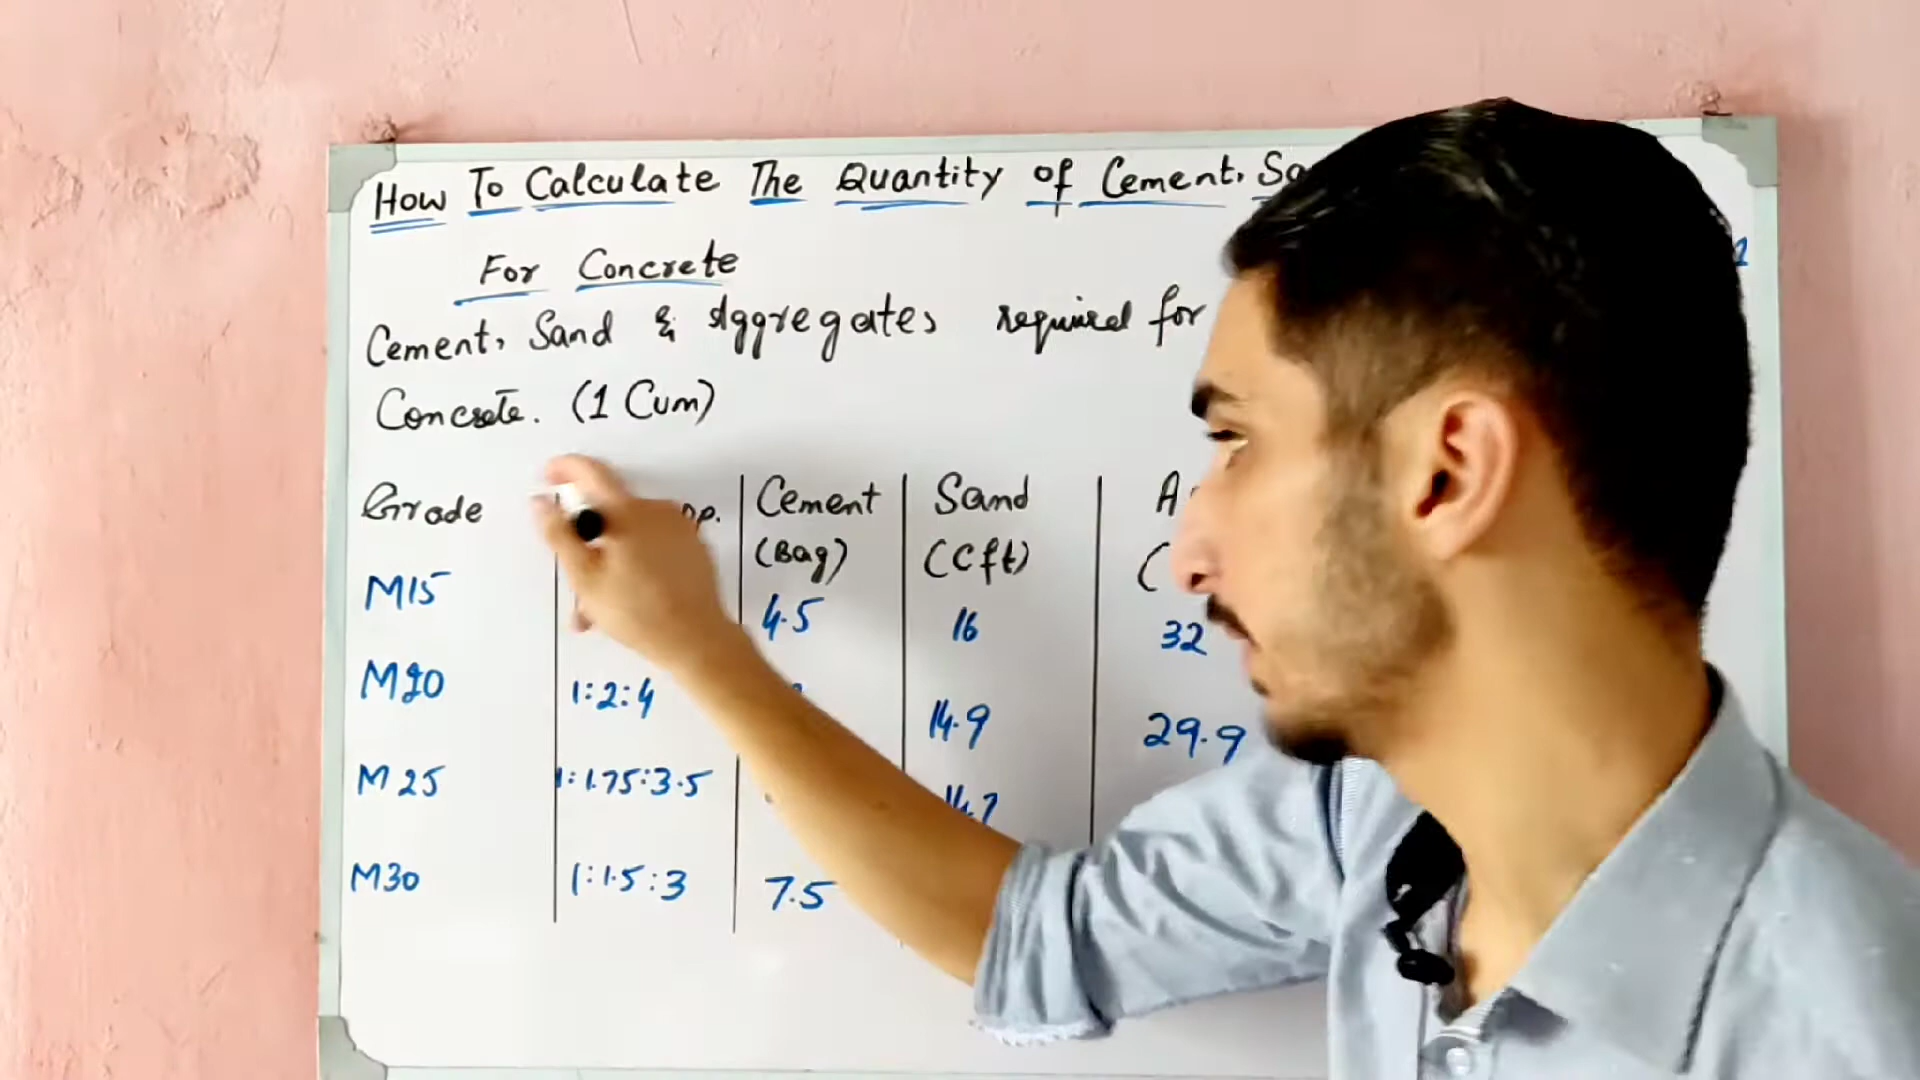 How To Calculate The Quantity of Cement,
For Concrete
Cement, Sand & Aggregates required for
Concrete. (1 Cum)
Grade Cement Sand
(Bag) (Cft)
M15 4.5 16 32
M20 1:2:4 14.9 29.9
M25 1:1.75:3.5 14.7
M30 1:1.5:3 7.5